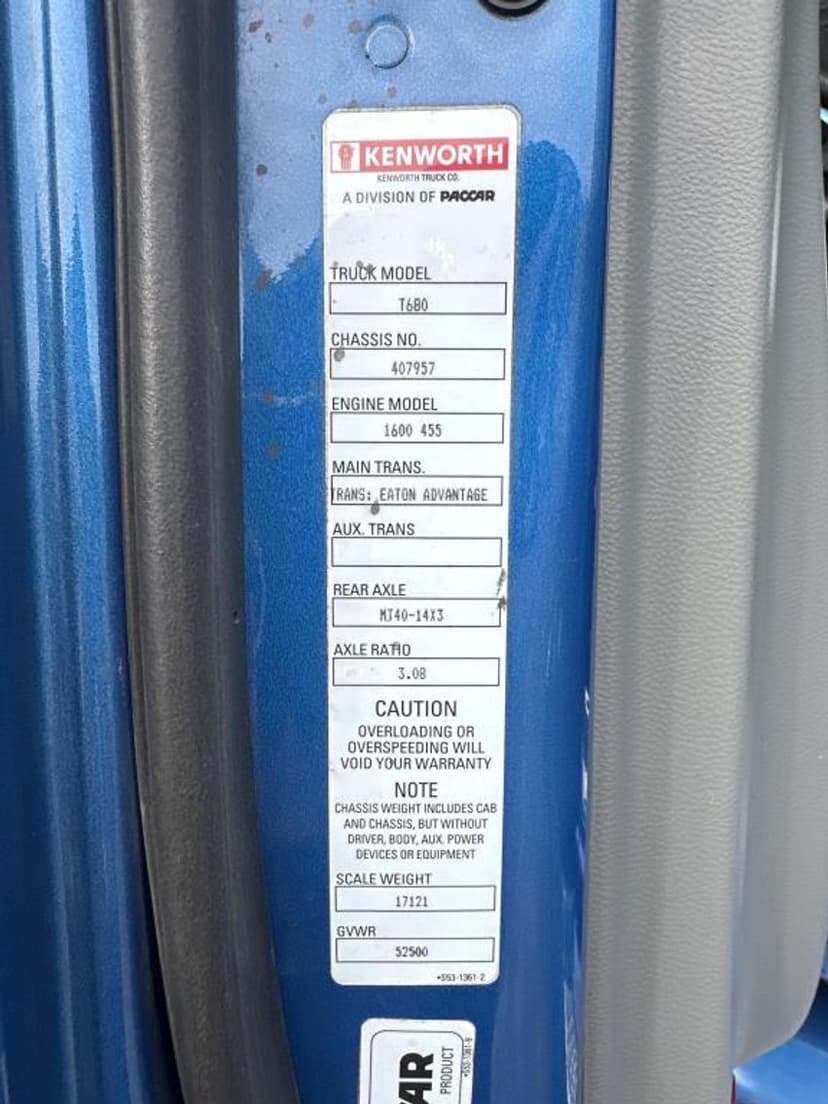 KENWORTH
KENWORTH TRUCK CO.
A DIVISION OF PACCAR
TRUCK MODEL
T680
CHASSIS NO.
407957
ENGINE MODEL
1600 455
MAIN TRANS.
TRANS: EATON ADVANTAGE
AUX. TRANS
REAR AXLE
MT40-14X3
AXLE RATIO
3.08
CAUTION
OVERLOADING OR
OVERSPEEDING WILL
VOID YOUR WARRANTY
NOTE
CHASSIS WEIGHT INCLUDES CAB
AND CHASSIS, BUT WITHOUT
DRIVER, BODY, AUX. POWER
DEVICES OR EQUIPMENT
SCALE WEIGHT
17121
GVWR
52500
•S53-1361-2
AR
PRODUCT